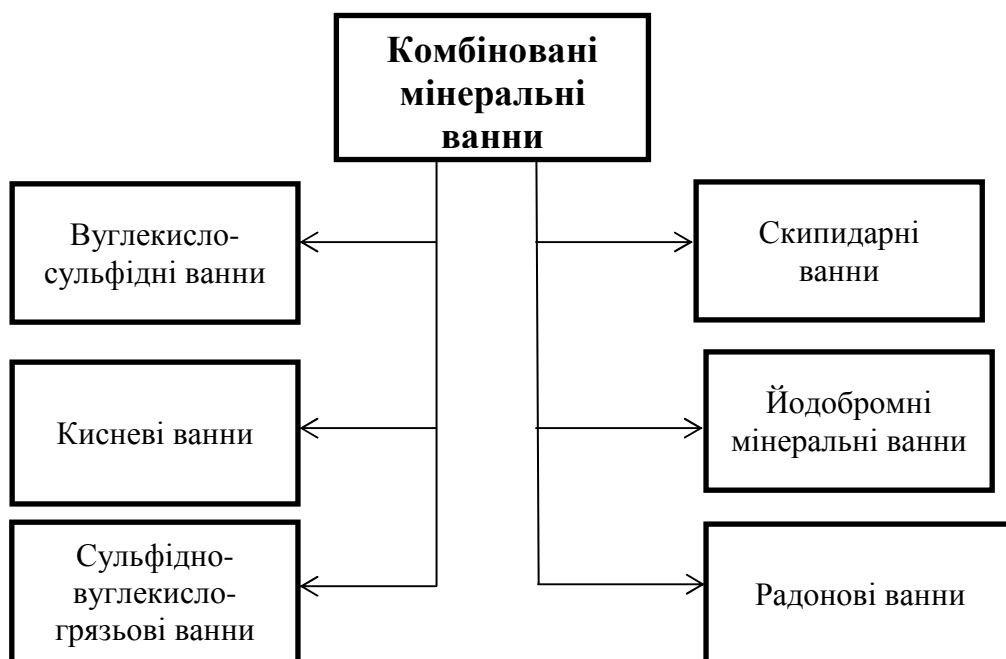 Комбіновані
мінеральні
ванни
Вуглекисло-
сульфідні ванни
Скипидарні
ванни
Кисневі ванни
Йодобромні
мінеральні ванни
Сульфідно-
вуглекисло-
грязьові ванни
Радонові ванни